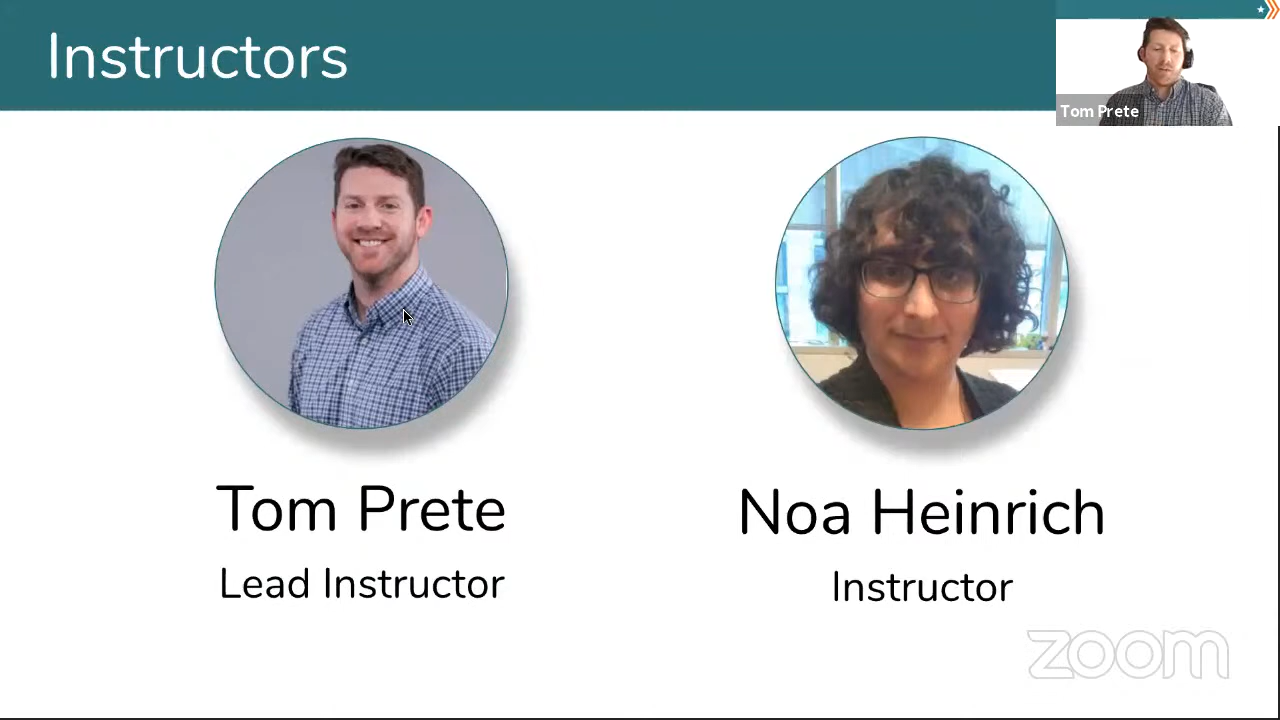 Instructors
Tom Prete
Tom Prete
Noa Heinrich
Lead Instructor
Instructor
zoom